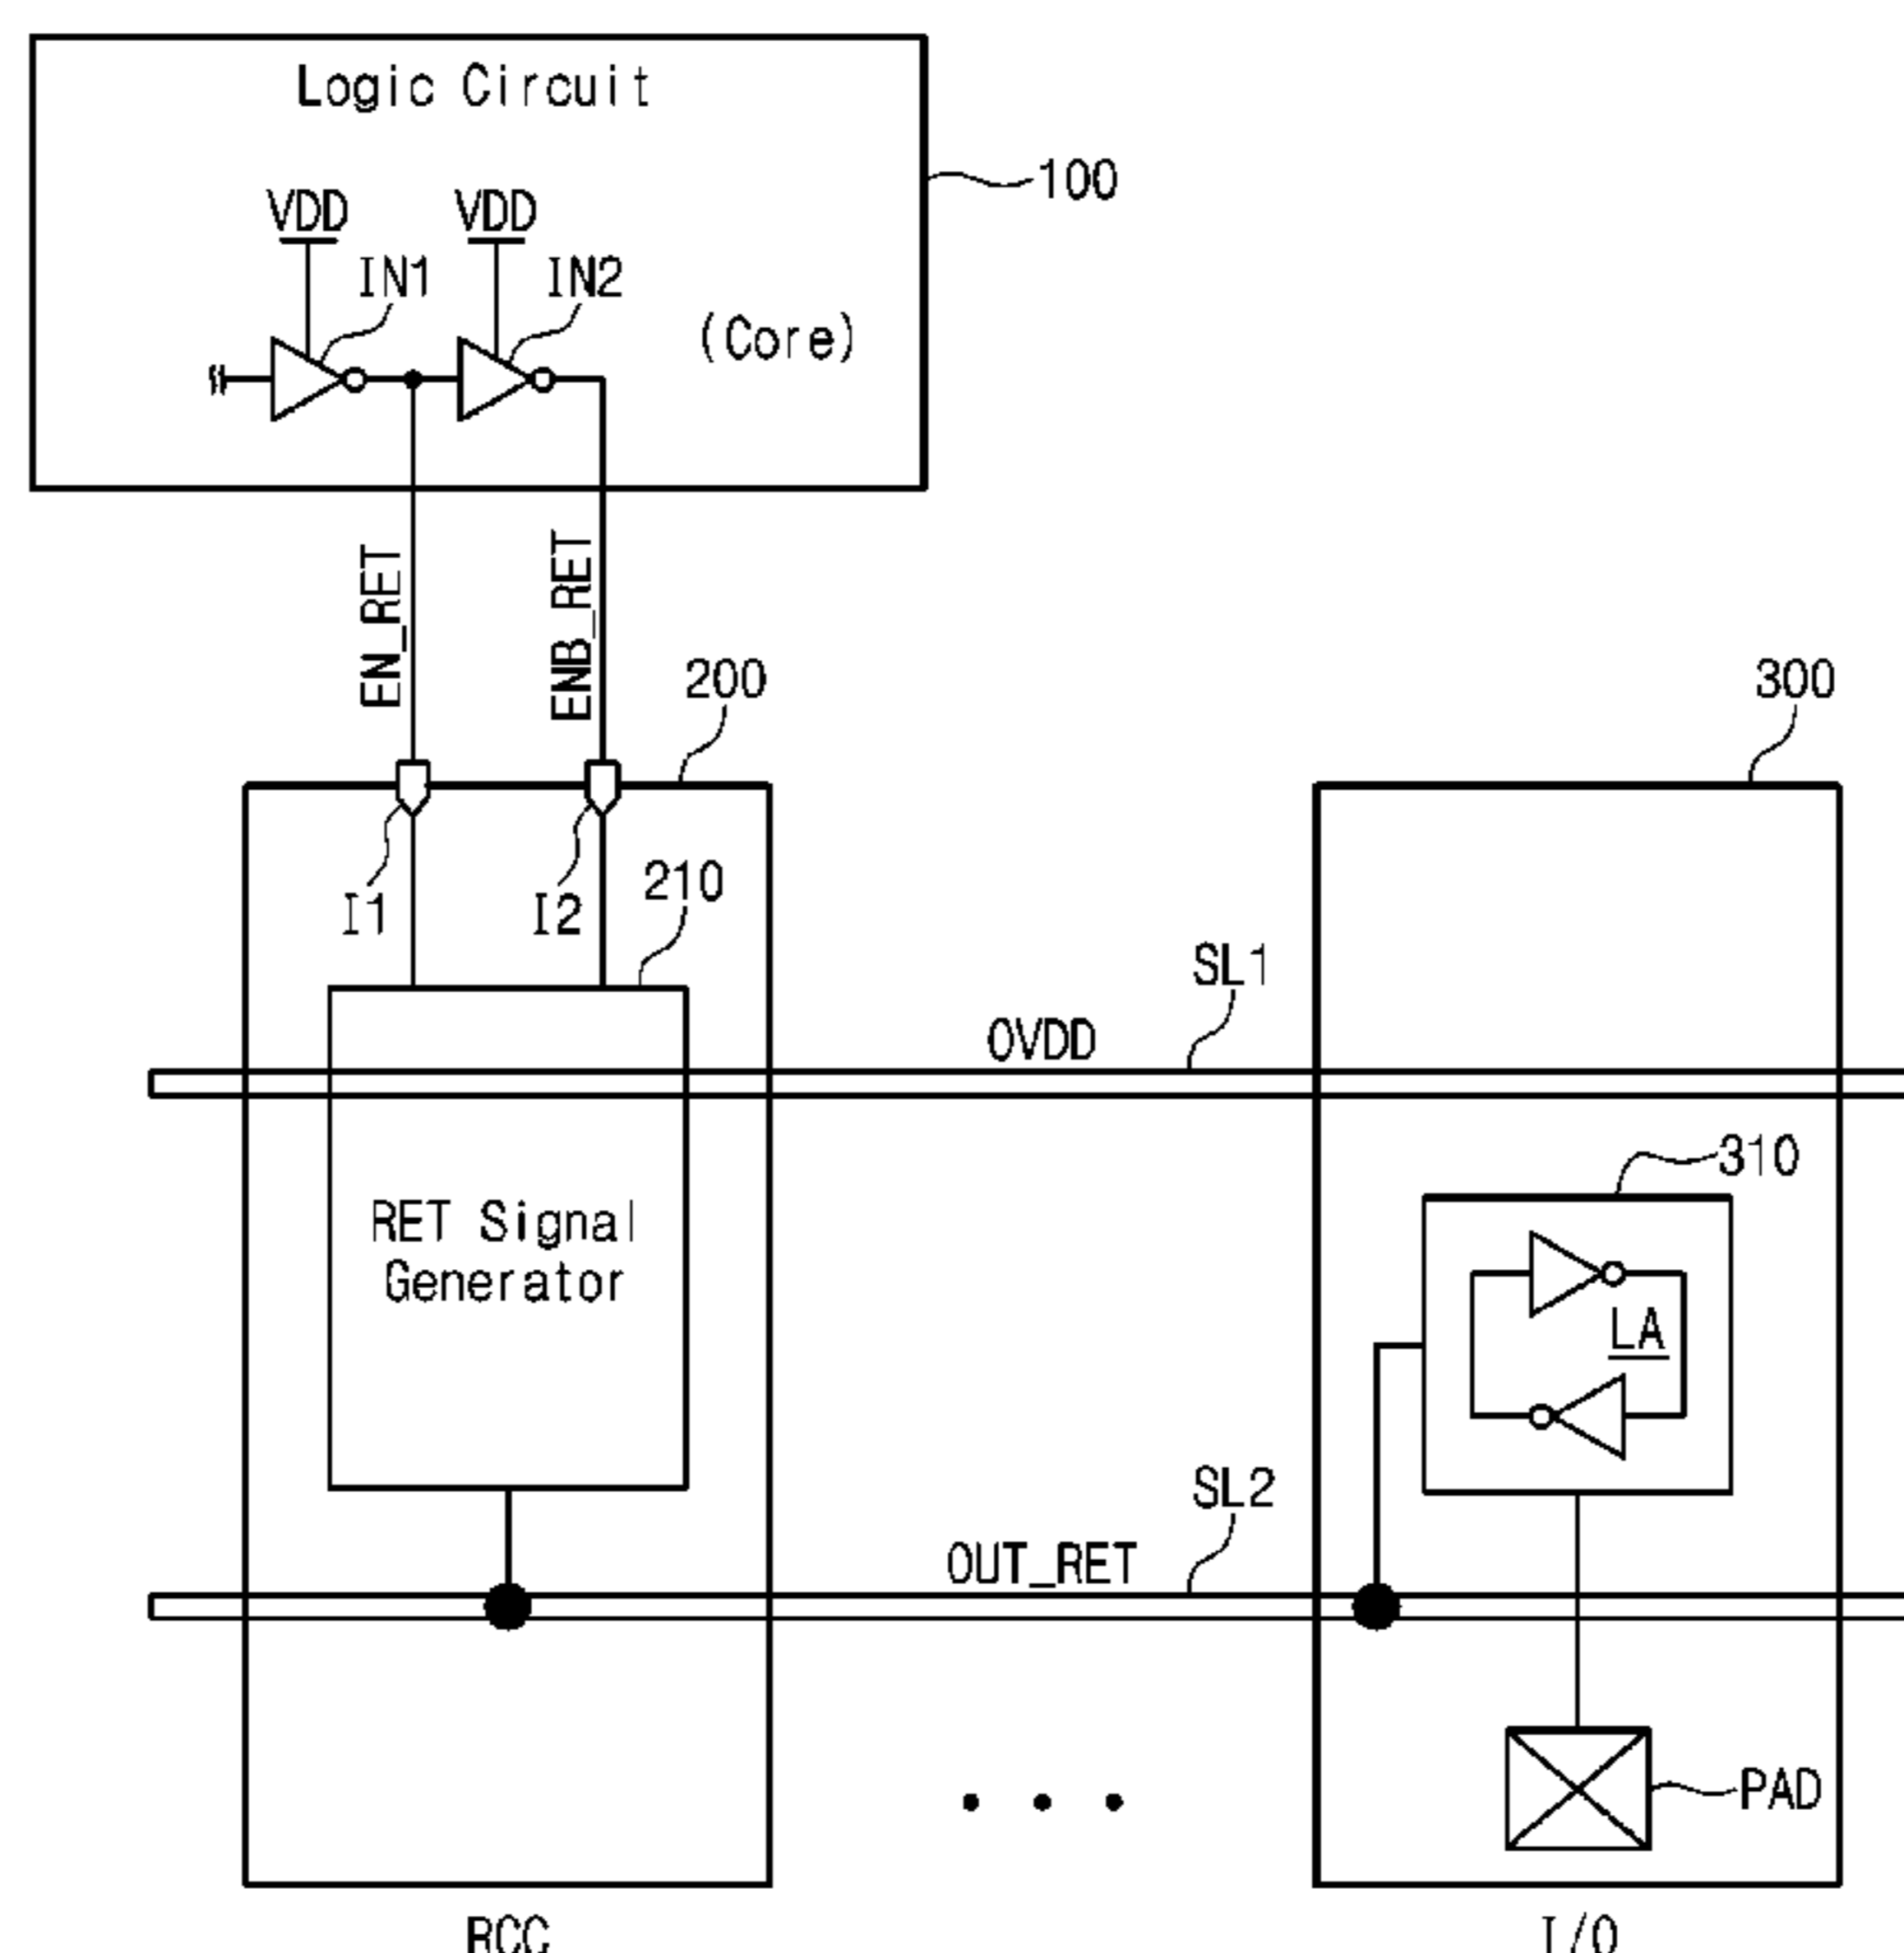 Logic Circuit
100
VDD
VDD
IN1
IN2
(Core)
EN_RET
ENB_RET
200
300
I1
I2
210
SL1
OVDD
310
RET Signal
Generator
LA
SL2
OUT_RET
PAD
RCC
I/O